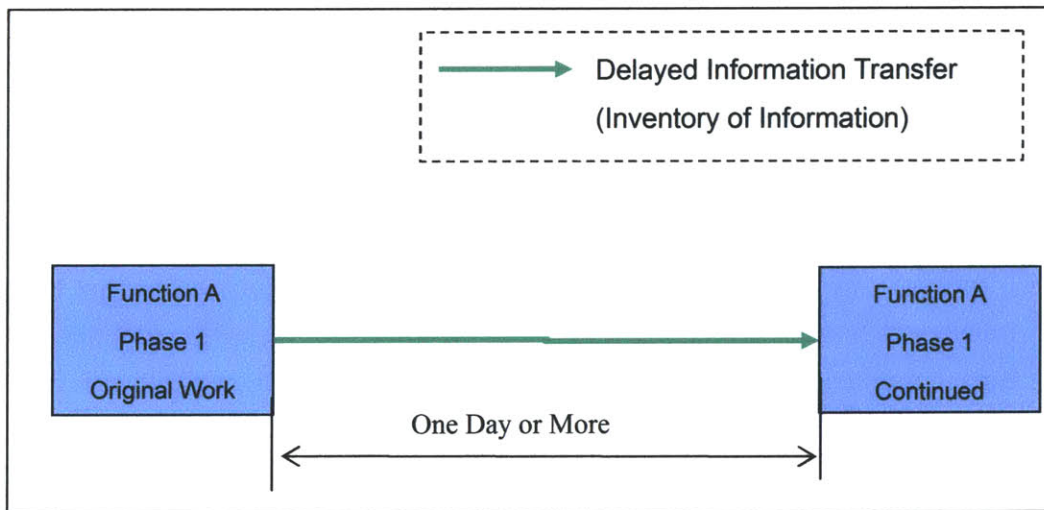 Delayed Information Transfer
(Inventory of Information)
Function A
Phase 1
Original Work
One Day or More
Function A
Phase 1
Continued